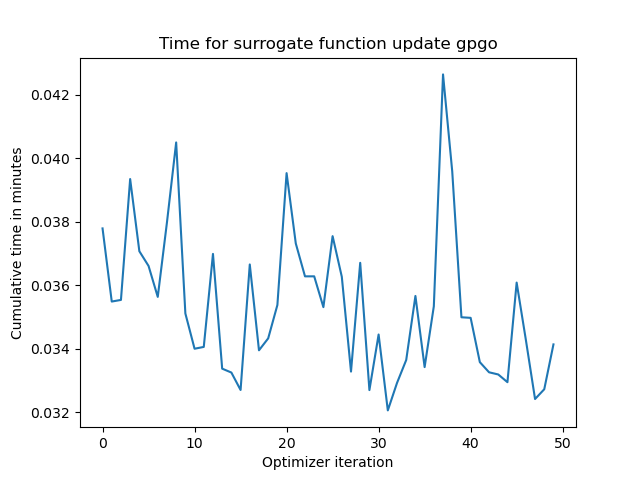 Time for surrogate function update gpgo
Cumulative time in minutes
0.042
0.040
0.038
0.036
0.034
0.032
0 10 20 30 40 50
Optimizer iteration